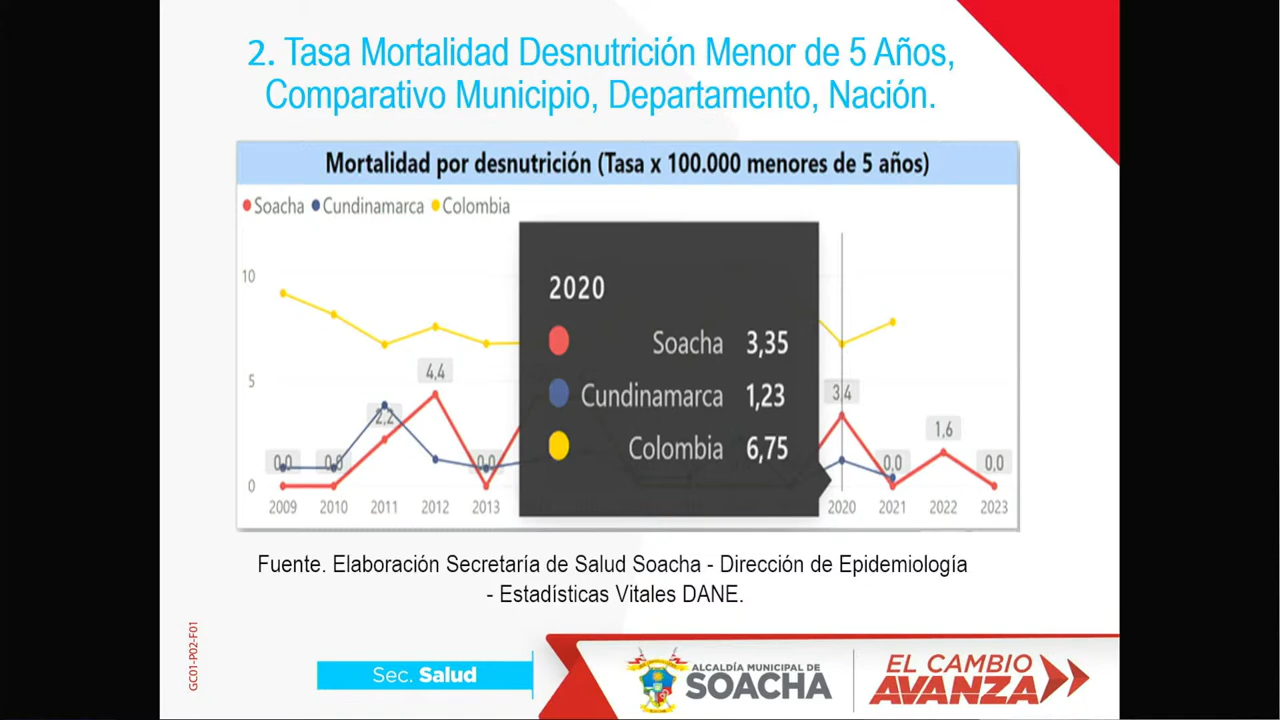 2. Tasa Mortalidad Desnutrición Menor de 5 Años,
Comparativo Municipio, Departamento, Nación.
Mortalidad por desnutrición (Tasa x 100.000 menores de 5 años)
Soacha Cundinamarca Colombia
10
5
0
4,4
2,2
0,0
0,0
0,0
3,4
0,0
1,6
0,0
2020
Soacha 3,35
Cundinamarca 1,23
Colombia 6,75
2009 2010 2011 2012 2013 2020 2021 2022 2023
Fuente. Elaboración Secretaría de Salud Soacha - Dirección de Epidemiología
- Estadísticas Vitales DANE.
GC01-P02-F01
Sec. Salud
ALCALDÍA MUNICIPAL DE
SOACHA
EL CAMBIO
AVANZA